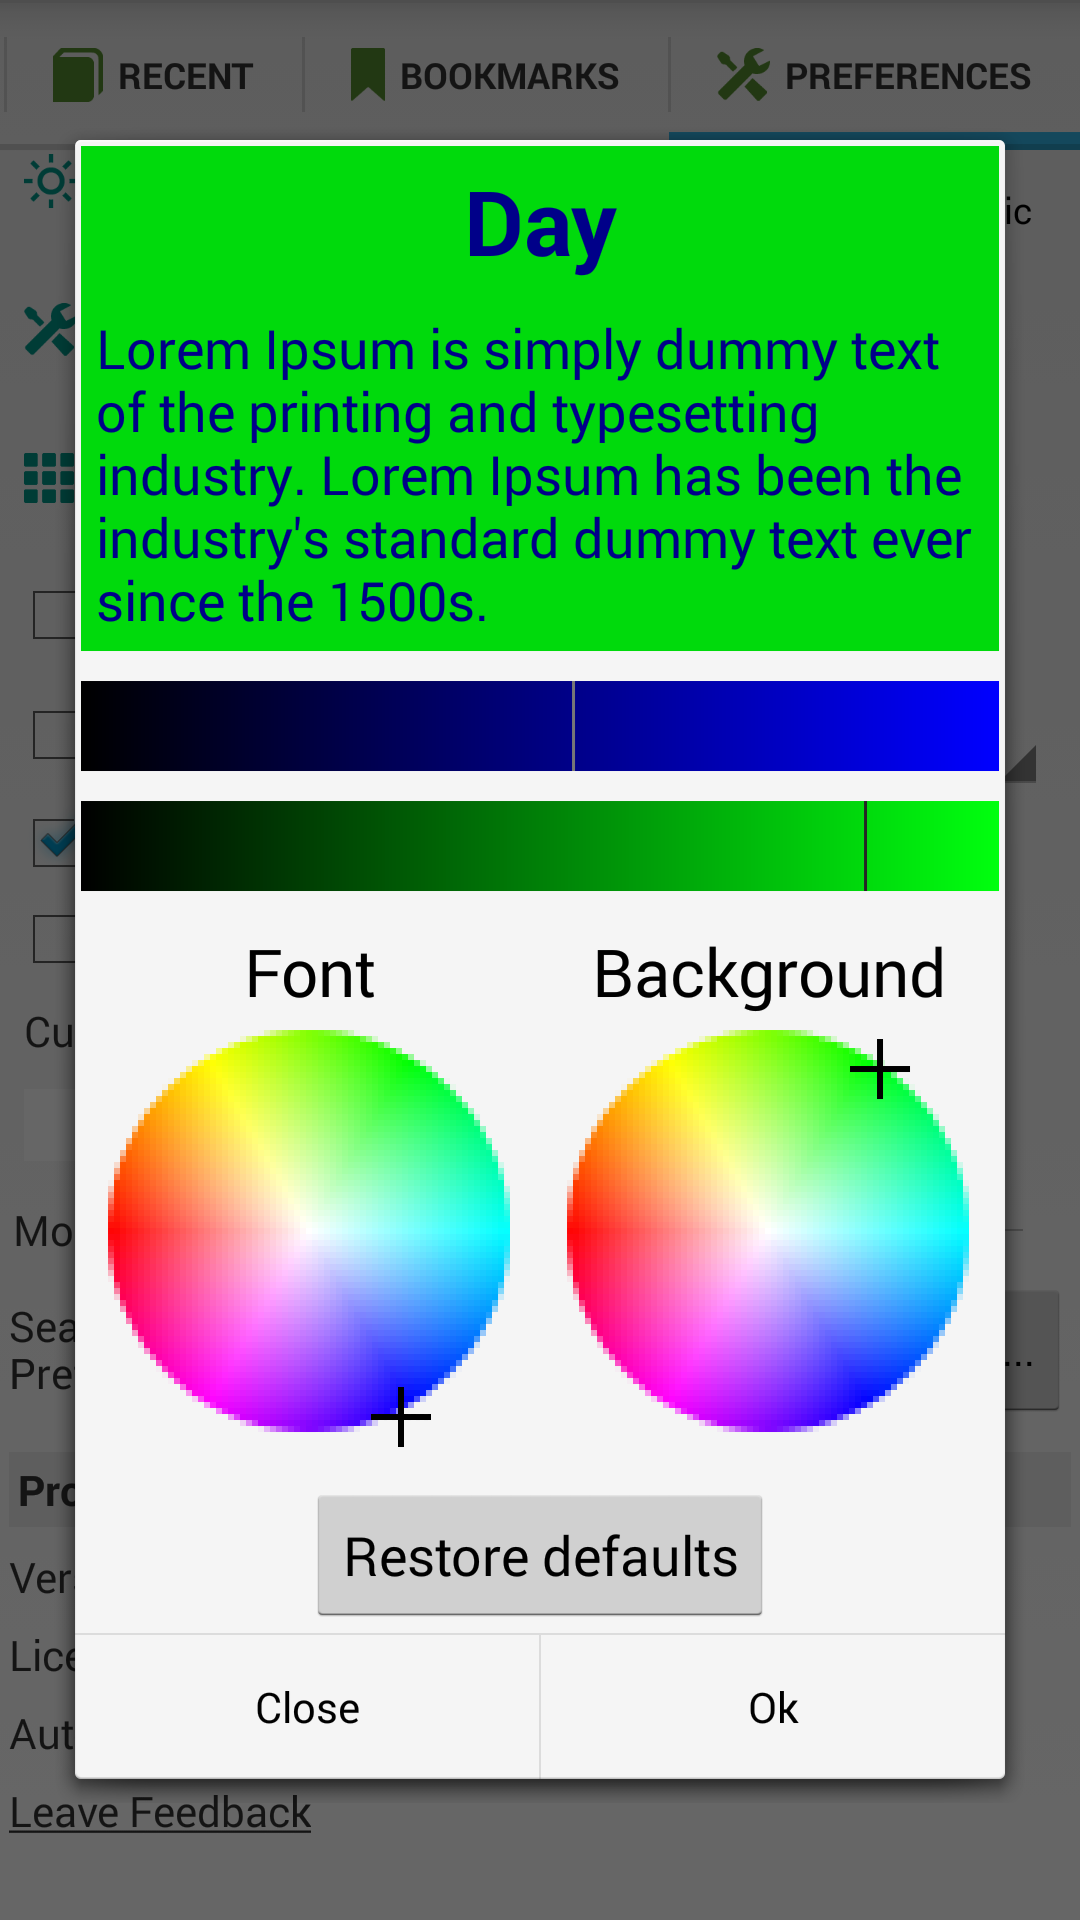 RECENT
BOOKMARKS
PREFERENCES
ic
Day
Lorem Ipsum is simply dummy text
of the printing and typesetting
industry. Lorem Ipsum has been the
industry's standard dummy text ever
since the 1500s.
Font
Background
Cu
Mo
Sea
Pre
...
Restore defaults
Pro
Ver
Lice
Aut
Close
Ok
Leave Feedback